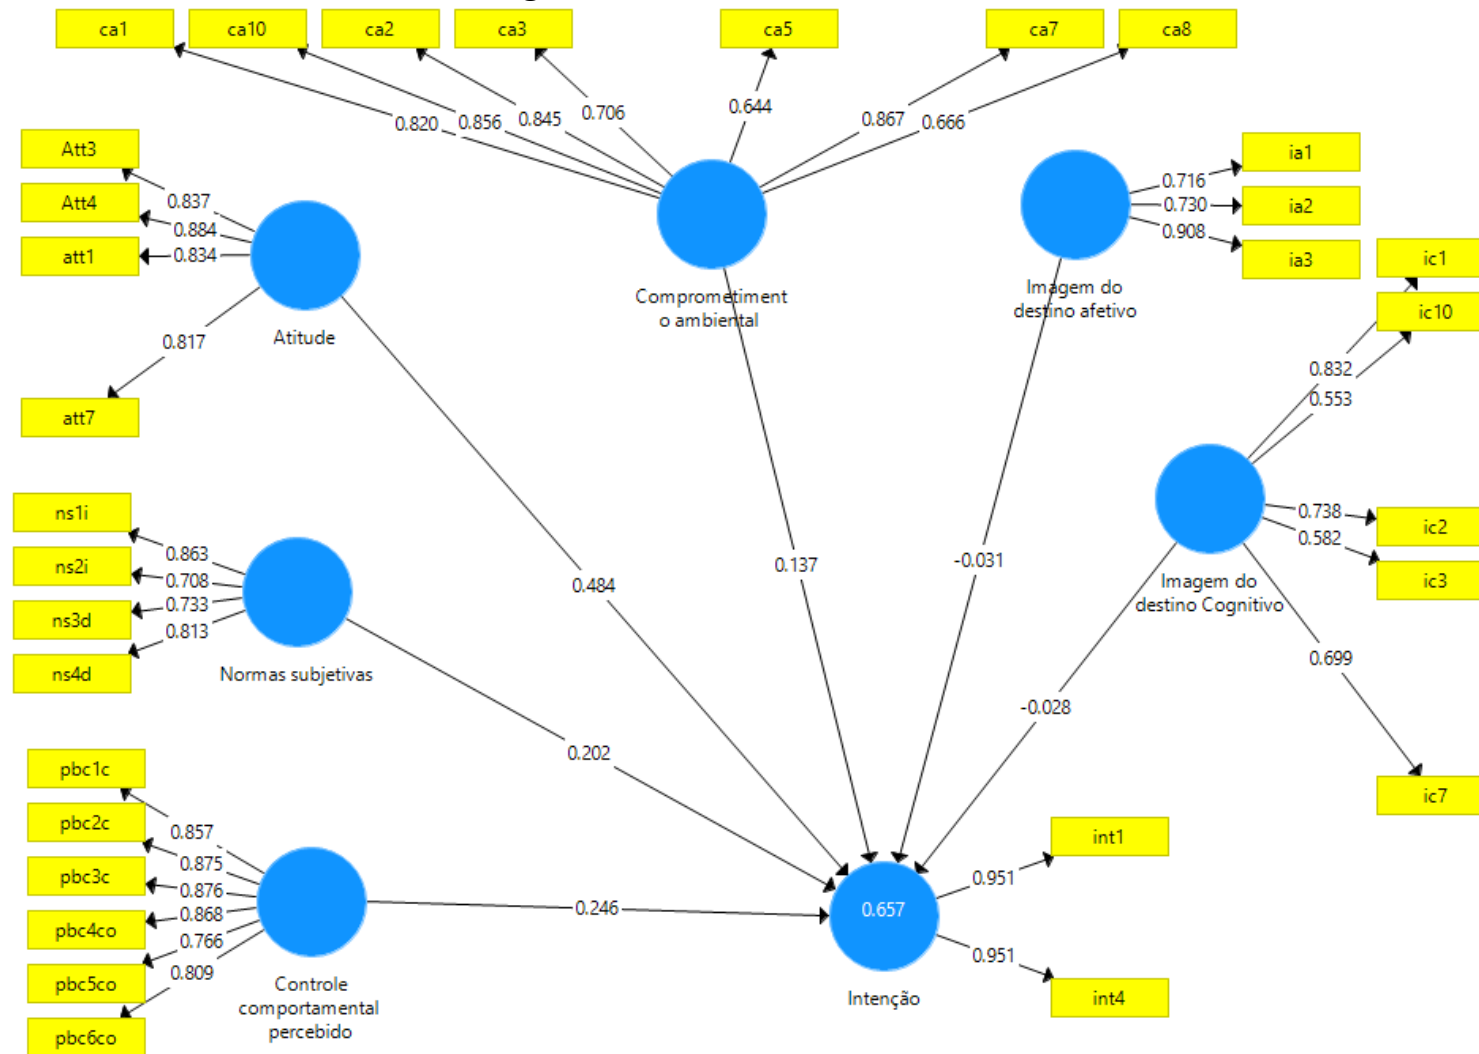 ca1
ca10
ca2
ca3
ca5
ca7
ca8
0.820
0.856
0.845
0.706
0.644
0.867
0.666
Att3
Att4
att1
att7
0.837
0.884
0.834
0.817
Atitude
Comprometiment
o ambiental
ia1
ia2
ia3
0.716
0.730
0.908
Imagem do
destino afetivo
ic1
ic10
ic2
ic3
ic7
0.832
0.553
0.738
0.582
0.699
Imagem do
destino Cognitivo
ns1i
ns2i
ns3d
ns4d
0.863
0.708
0.733
0.813
Normas subjetivas
0.484
0.137
-0.031
-0.028
0.202
0.246
pbc1c
pbc2c
pbc3c
pbc4co
pbc5co
pbc6co
0.857
0.875
0.876
0.868
0.766
0.809
Controle
comportamental
percebido
0.657
Intenção
int1
int4
0.951
0.951